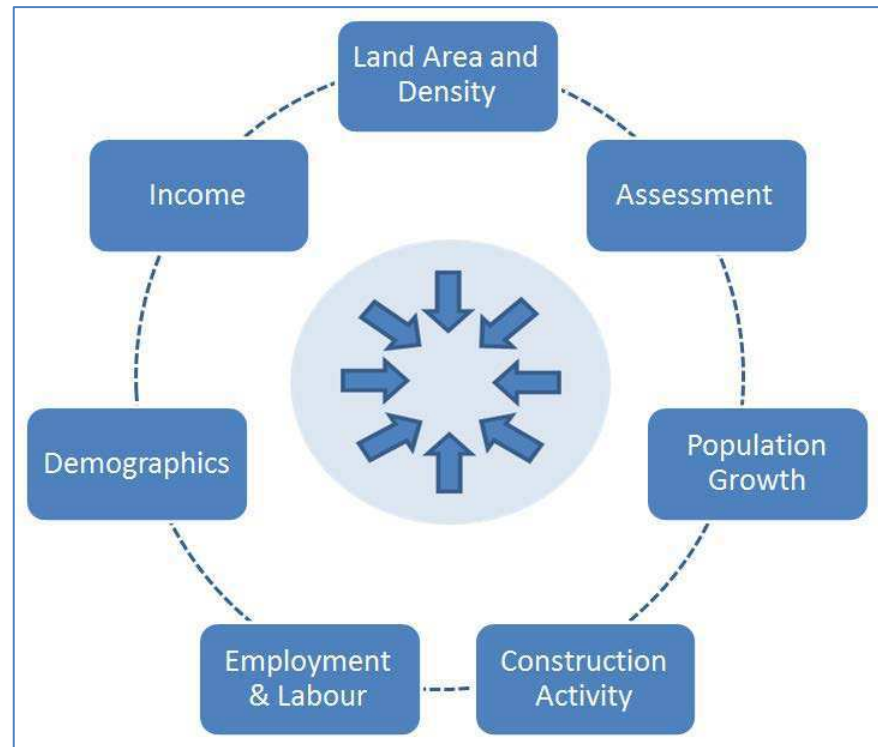 Land Area and
Density
Assessment
Population
Growth
Construction
Activity
Employment
& Labour
Demographics
Income